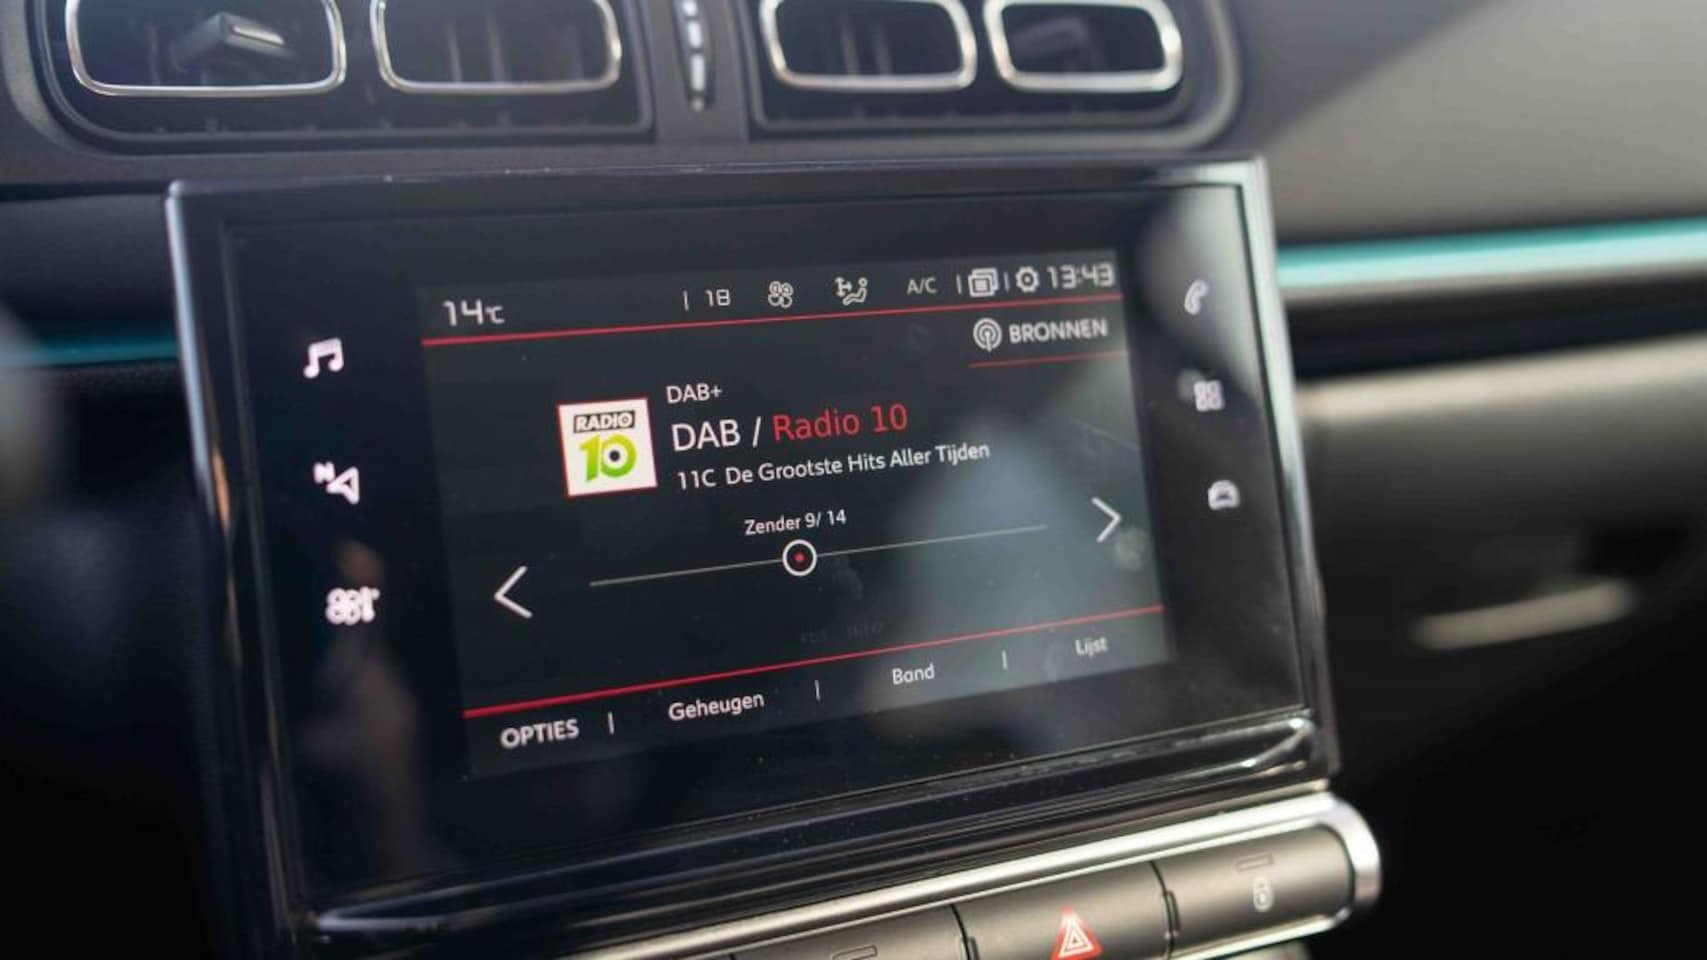 14°C | 18 A/C | | 13:43
BRONNEN
RADIO
10
DAB+
DAB / Radio 10
11C De Grootste Hits Aller Tijden
Zender 9/ 14
OPTIES | Geheugen | Band | Lijst
N